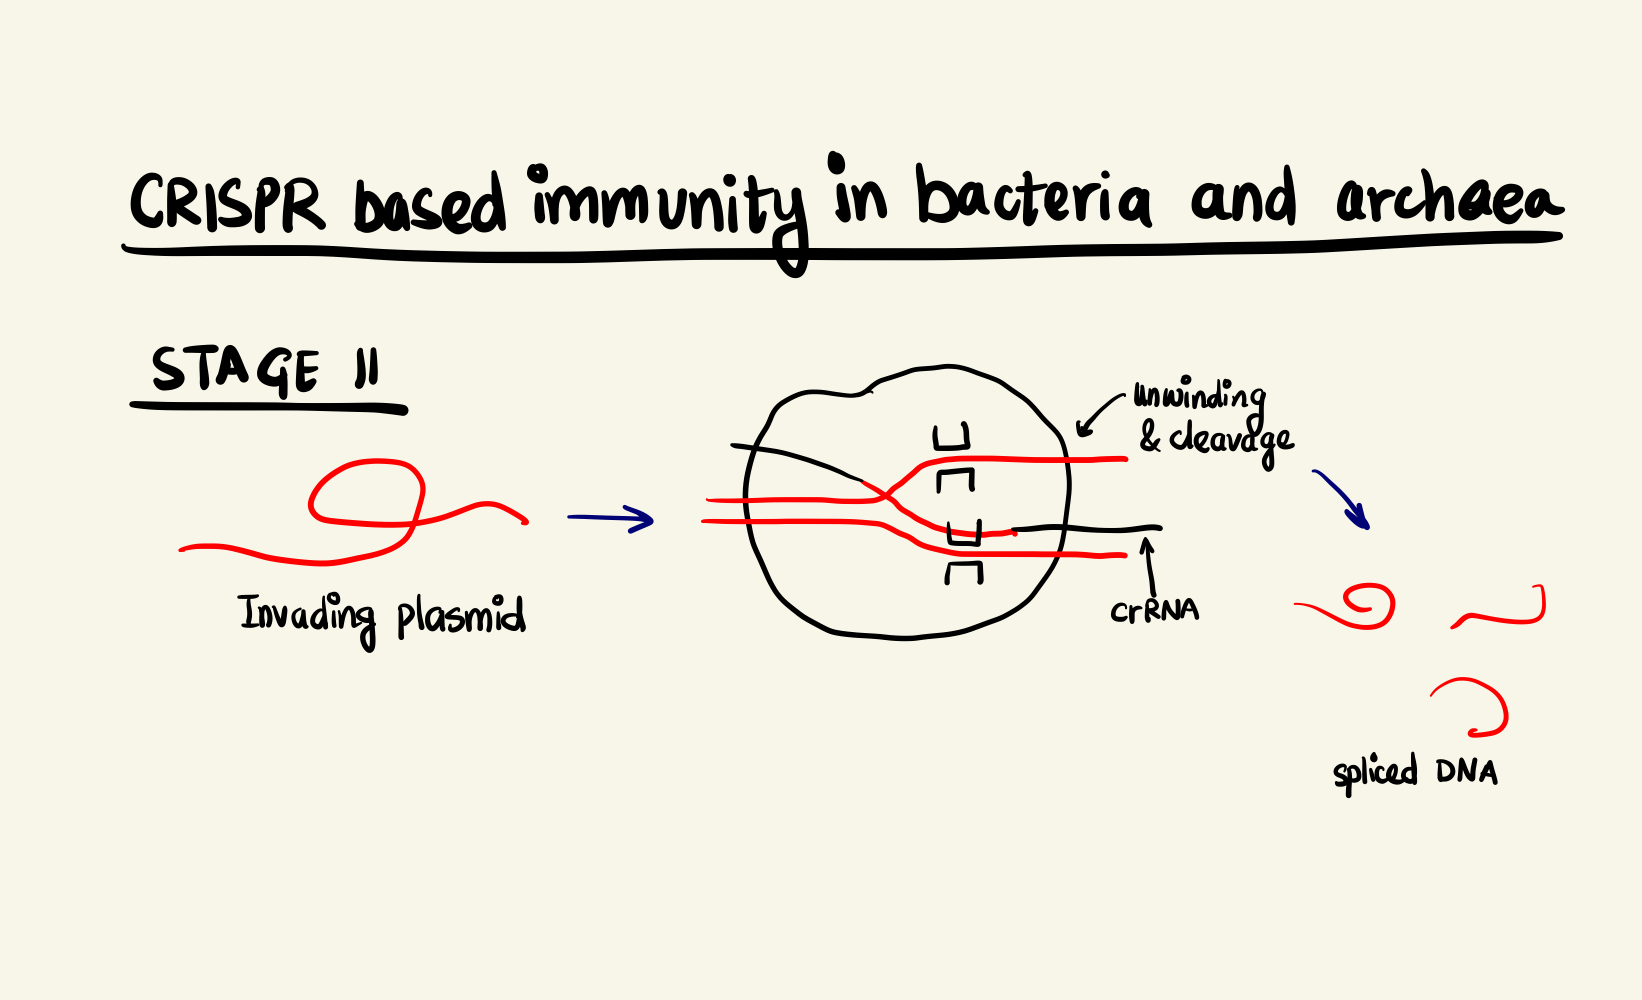 CRISPR based immunity in bacteria and archaea
STAGE II
unwinding
& cleavage
Invading plasmid
crRNA
spliced DNA